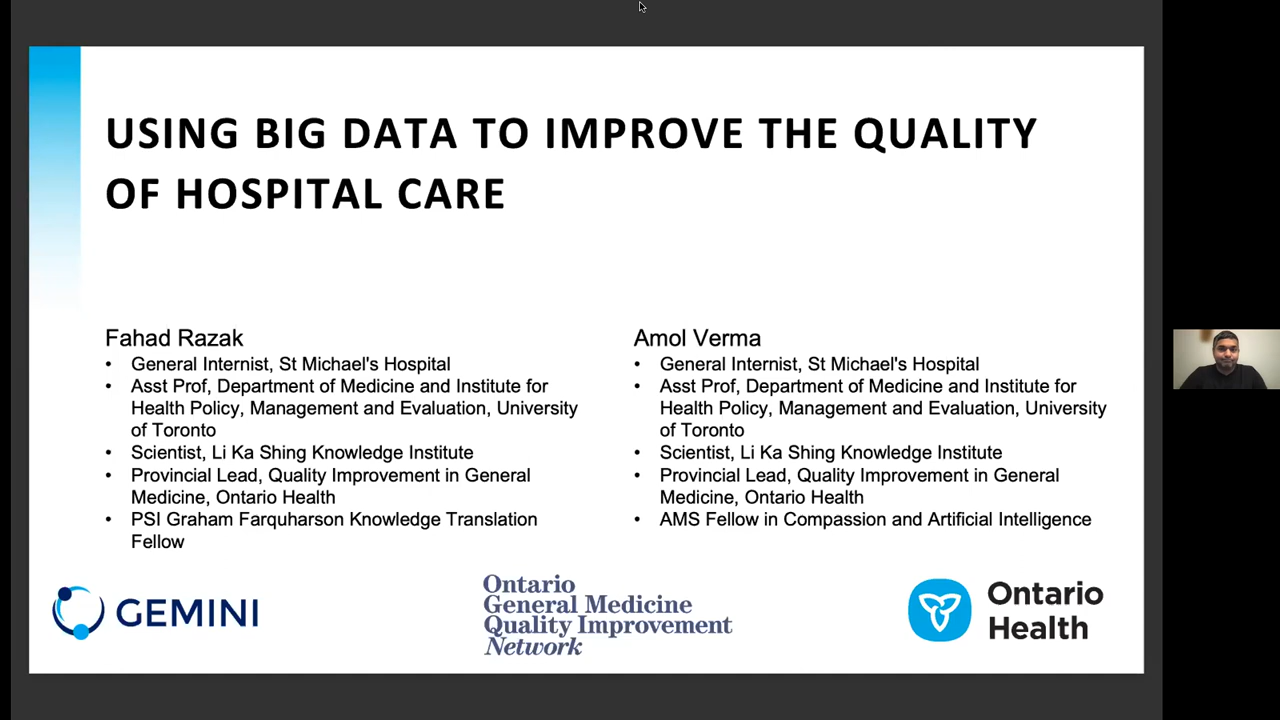 USING BIG DATA TO IMPROVE THE QUALITY
OF HOSPITAL CARE
Fahad Razak
• General Internist, St Michael's Hospital
• Asst Prof, Department of Medicine and Institute for
Health Policy, Management and Evaluation, University
of Toronto
• Scientist, Li Ka Shing Knowledge Institute
• Provincial Lead, Quality Improvement in General
Medicine, Ontario Health
• PSI Graham Farquharson Knowledge Translation
Fellow
Amol Verma
• General Internist, St Michael's Hospital
• Asst Prof, Department of Medicine and Institute for
Health Policy, Management and Evaluation, University
of Toronto
• Scientist, Li Ka Shing Knowledge Institute
• Provincial Lead, Quality Improvement in General
Medicine, Ontario Health
• AMS Fellow in Compassion and Artificial Intelligence
GEMINI
Ontario
General Medicine
Quality Improvement
Network
Ontario
Health